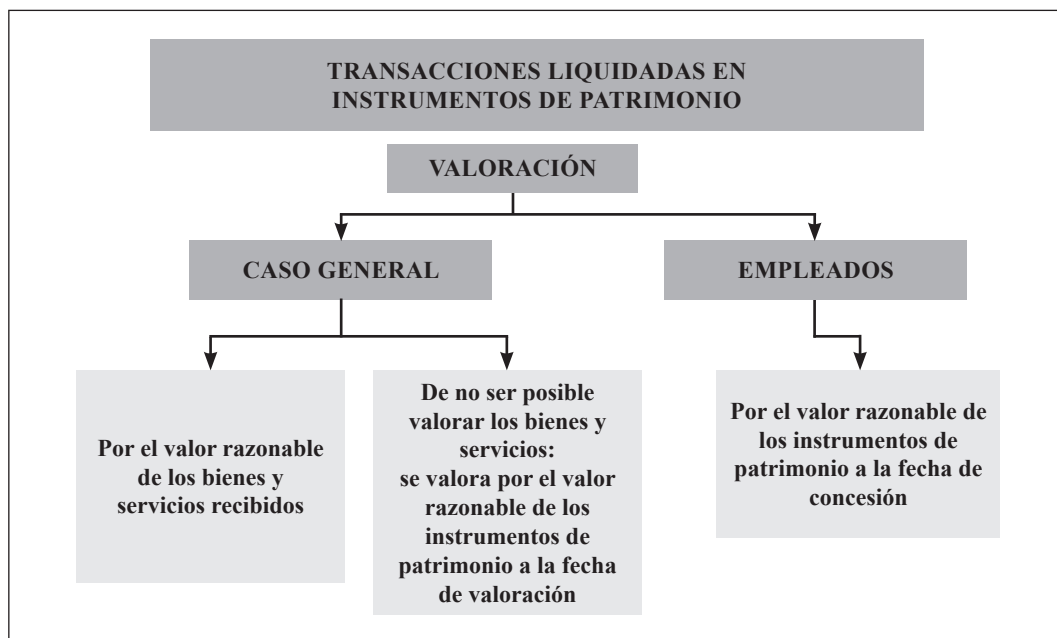 TRANSACCIONES LIQUIDADAS EN
INSTRUMENTOS DE PATRIMONIO
VALORACIÓN
CASO GENERAL
EMPLEADOS
Por el valor razonable
de los bienes y
servicios recibidos
De no ser posible
valorar los bienes y
servicios:
se valora por el valor
razonable de los
instrumentos de
patrimonio a la fecha
de valoración
Por el valor razonable de
los instrumentos de
patrimonio a la fecha de
concesión